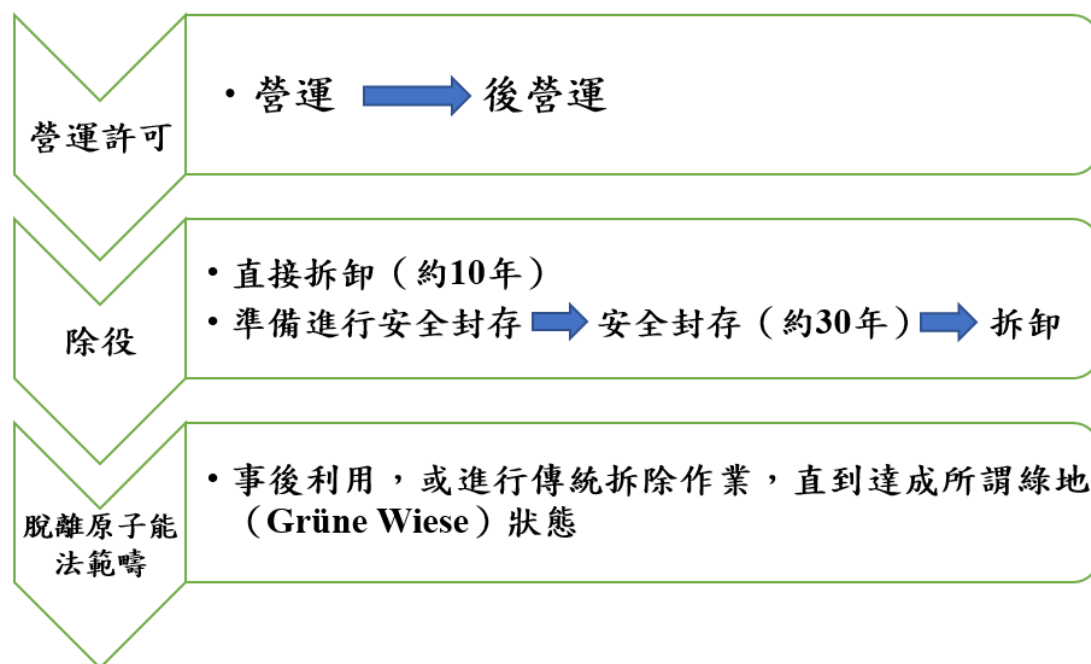 營運許可
• 營運 後營運
除役
• 直接拆卸（約10年）
• 準備進行安全封存 安全封存（約30年） 拆卸
脫離原子能
法範疇
• 事後利用，或進行傳統拆除作業，直到達成所謂綠地
（Grüne Wiese）狀態